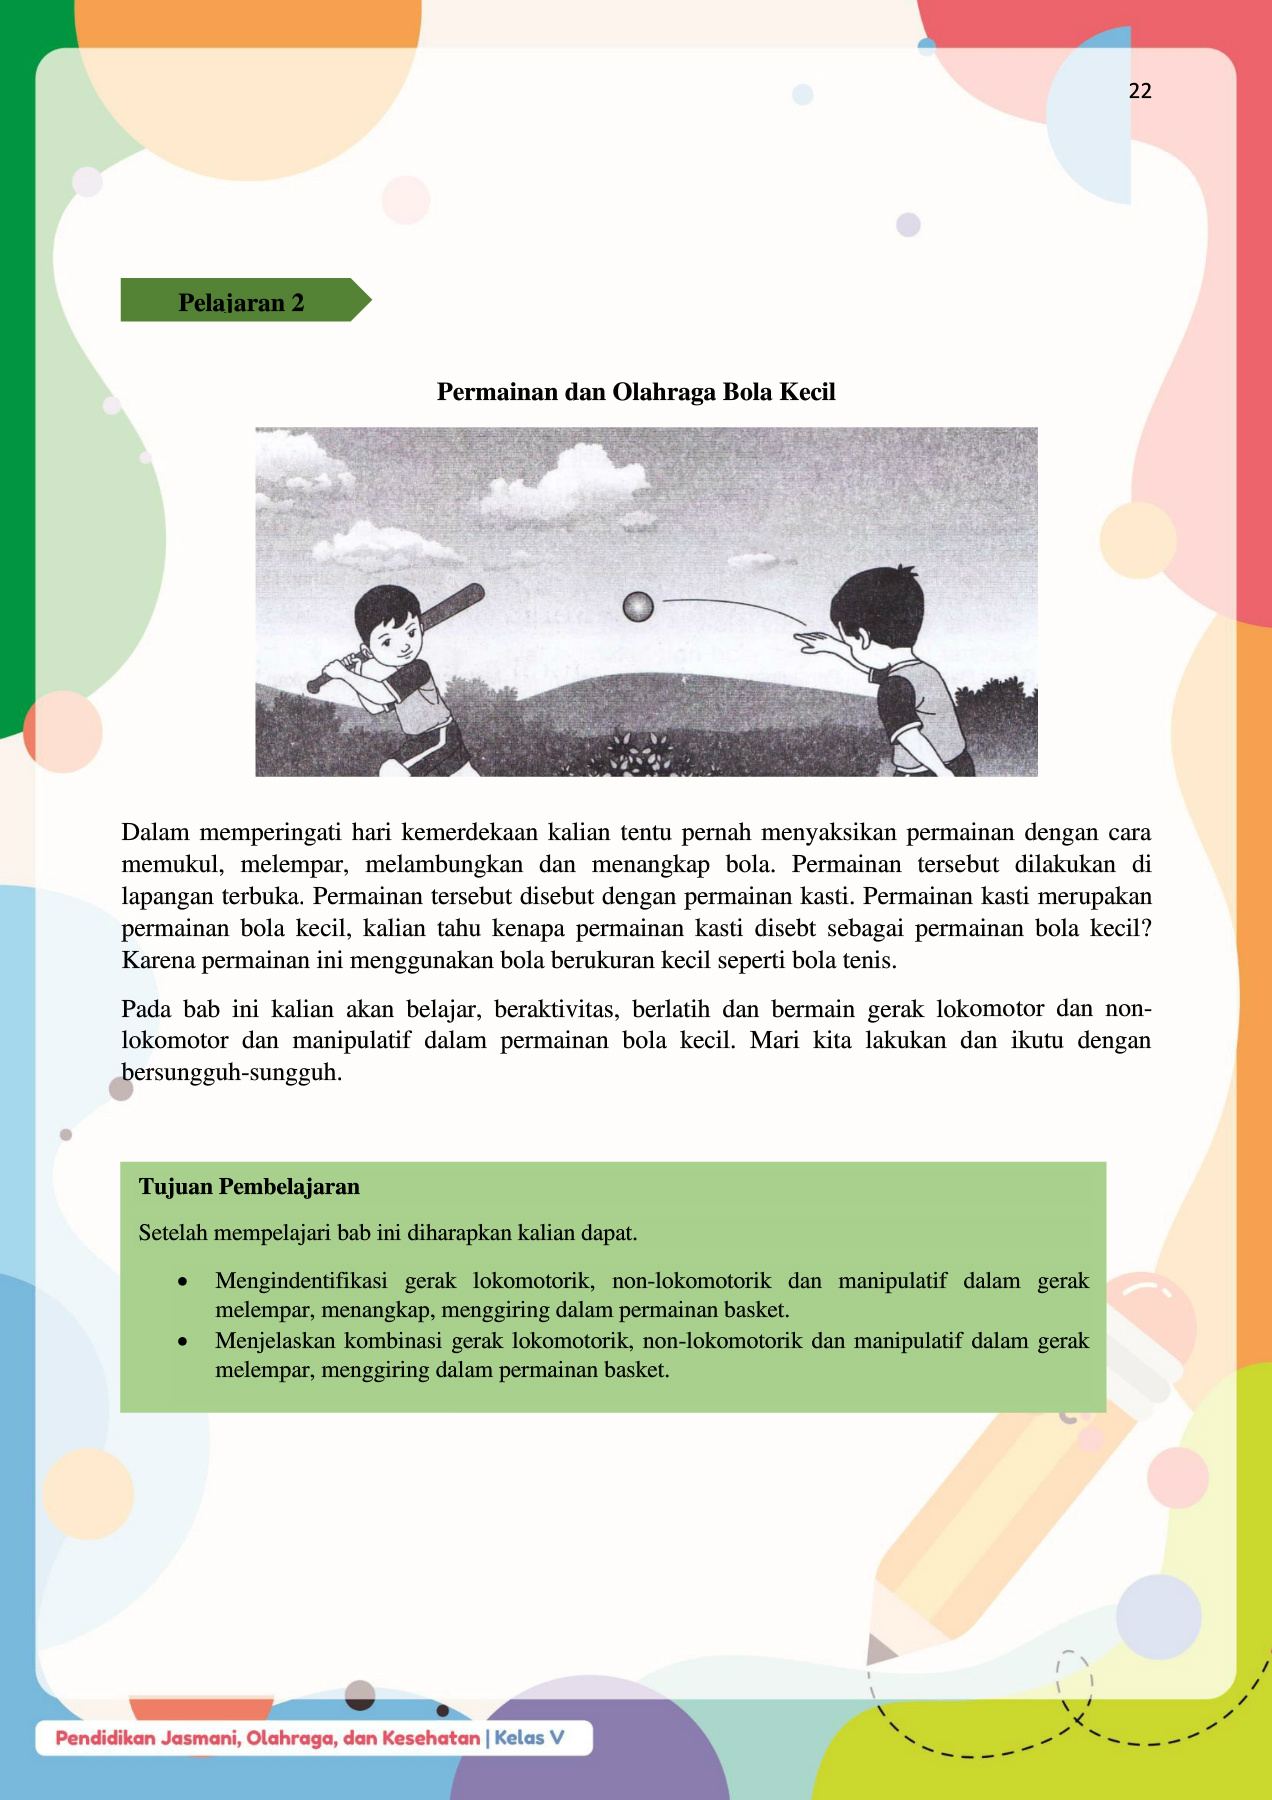 22
Pelajaran 2
Permainan dan Olahraga Bola Kecil
Dalam memperingati hari kemerdekaan kalian tentu pernah menyaksikan permainan dengan cara
memukul, melempar, melambungkan dan menangkap bola. Permainan tersebut dilakukan di
lapangan terbuka. Permainan tersebut disebut dengan permainan kasti. Permainan kasti merupakan
permainan bola kecil, kalian tahu kenapa permainan kasti disebt sebagai permainan bola kecil?
Karena permainan ini menggunakan bola berukuran kecil seperti bola tenis.
Pada bab ini kalian akan belajar, beraktivitas, berlatih dan bermain gerak lokomotor dan non-
lokomotor dan manipulatif dalam permainan bola kecil. Mari kita lakukan dan ikutu dengan
bersungguh-sungguh.
Tujuan Pembelajaran
Setelah mempelajari bab ini diharapkan kalian dapat.
• Mengindentifikasi gerak lokomotorik, non-lokomotorik dan manipulatif dalam gerak
melempar, menangkap, menggiring dalam permainan basket.
• Menjelaskan kombinasi gerak lokomotorik, non-lokomotorik dan manipulatif dalam gerak
melempar, menggiring dalam permainan basket.
Pendidikan Jasmani, Olahraga, dan Kesehatan | Kelas V